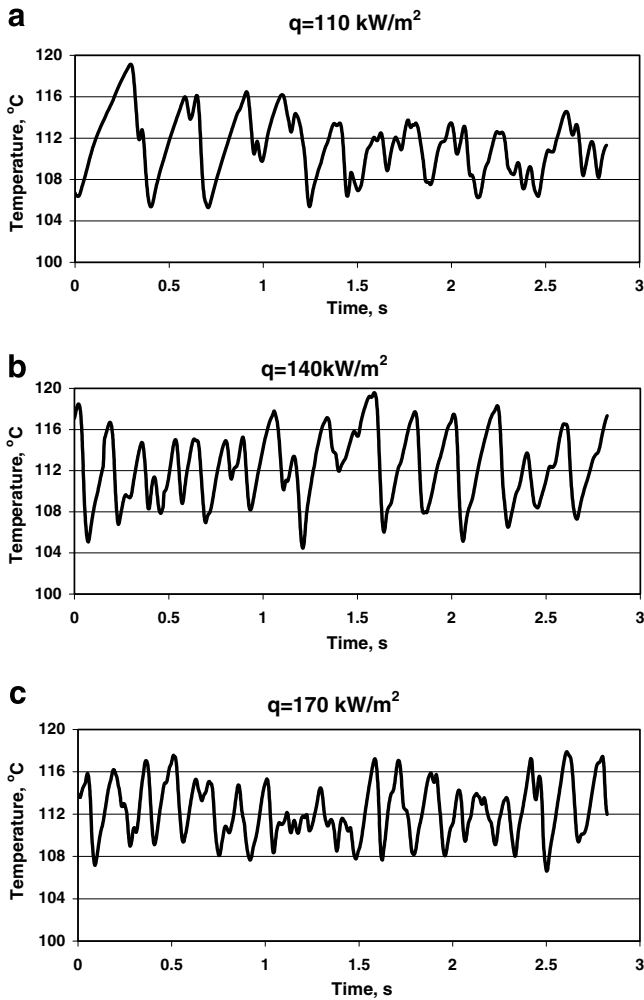 a
q=110 kW/m²
Temperature, °C
120
116
112
108
104
100
0 0.5 1 1.5 2 2.5 3
Time, s
b
q=140kW/m²
Temperature, °C
120
116
112
108
104
100
0 0.5 1 1.5 2 2.5 3
Time, s
c
q=170 kW/m²
Temperature, °C
120
116
112
108
104
100
0 0.5 1 1.5 2 2.5 3
Time, s